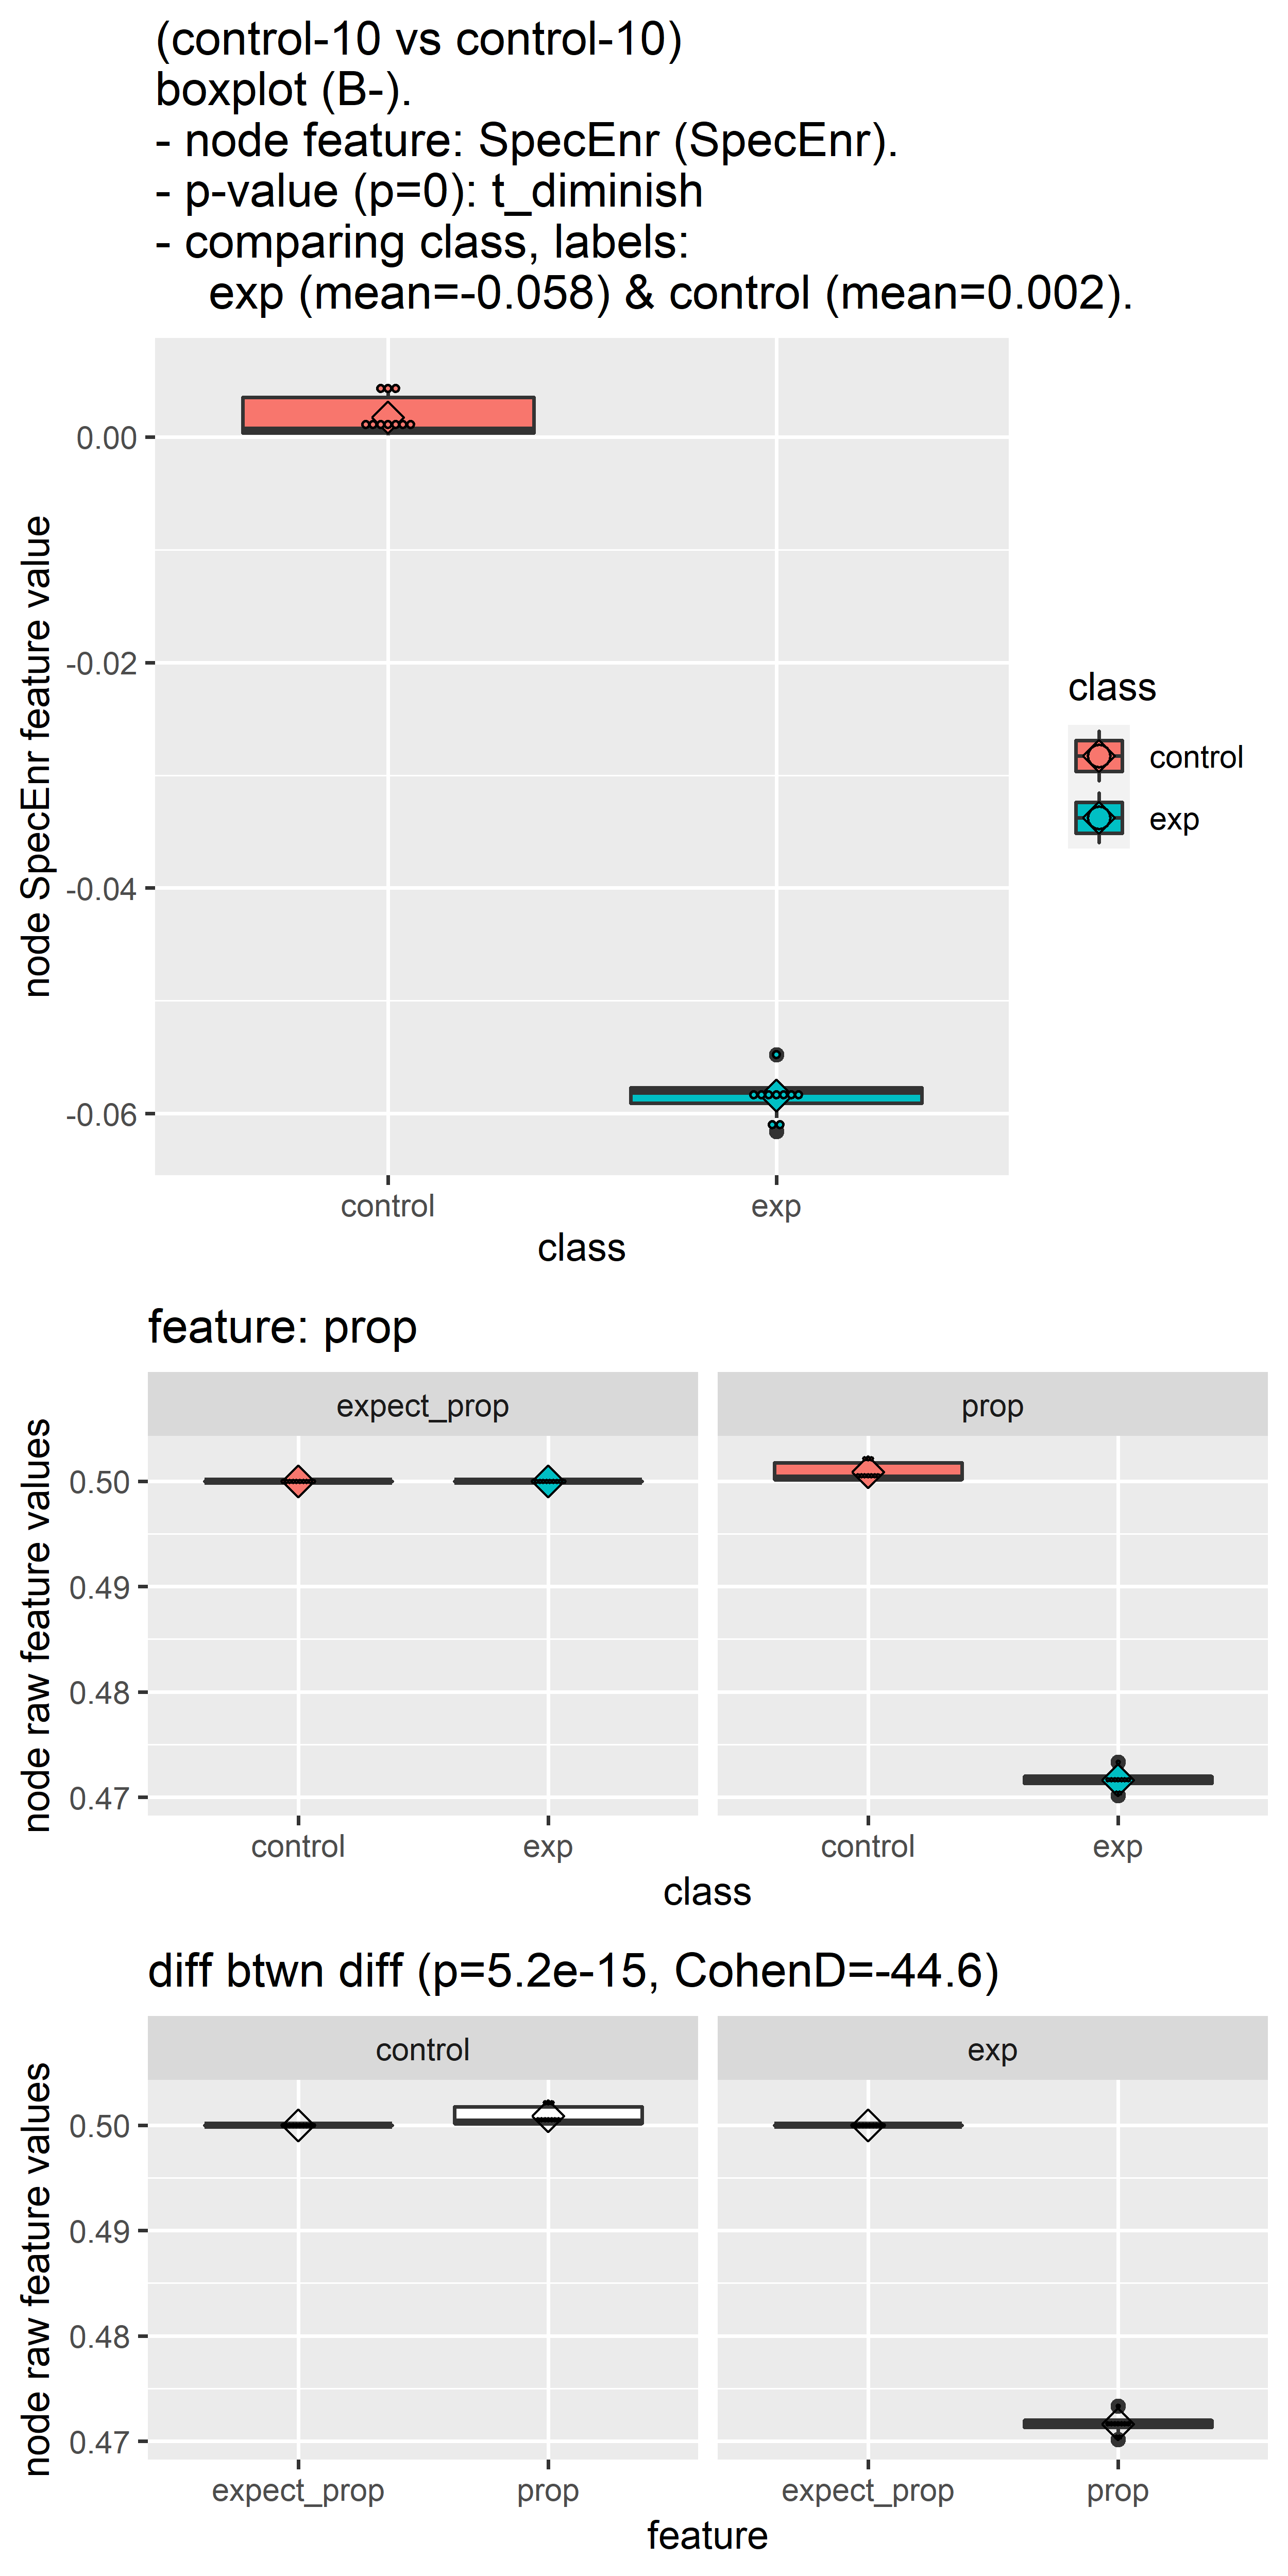 (control-10 vs control-10)
boxplot (B-).
- node feature: SpecEnr (SpecEnr).
- p-value (p=0): t_diminish
- comparing class, labels:
exp (mean=-0.058) & control (mean=0.002).
node SpecEnr feature value
0.00
-0.02
-0.04
-0.06
control
exp
class
class
control
exp
feature: prop
expect_prop
prop
node raw feature values
0.50
0.49
0.48
0.47
control
exp
control
exp
class
diff btwn diff (p=5.2e-15, CohenD=-44.6)
control
exp
node raw feature values
0.50
0.49
0.48
0.47
expect_prop
prop
expect_prop
prop
feature